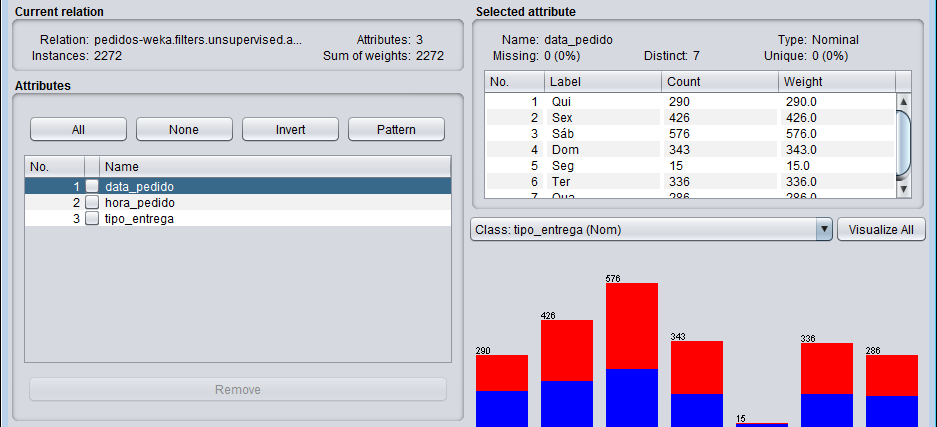 Current relation
Relation: pedidos-weka.filters.unsupervised.a... Attributes: 3
Instances: 2272 Sum of weights: 2272
Attributes
All None Invert Pattern
No. Name
1 data_pedido
2 hora_pedido
3 tipo_entrega
Remove
Selected attribute
Name: data_pedido Type: Nominal
Missing: 0 (0%) Distinct: 7 Unique: 0 (0%)
No. Label Count Weight
1 Qui 290 290.0
2 Sex 426 426.0
3 Sáb 576 576.0
4 Dom 343 343.0
5 Seg 15 15.0
6 Ter 336 336.0
7 Qua 286 286.0
Class: tipo_entrega (Nom) Visualize All
290 426 576 343 15 336 286